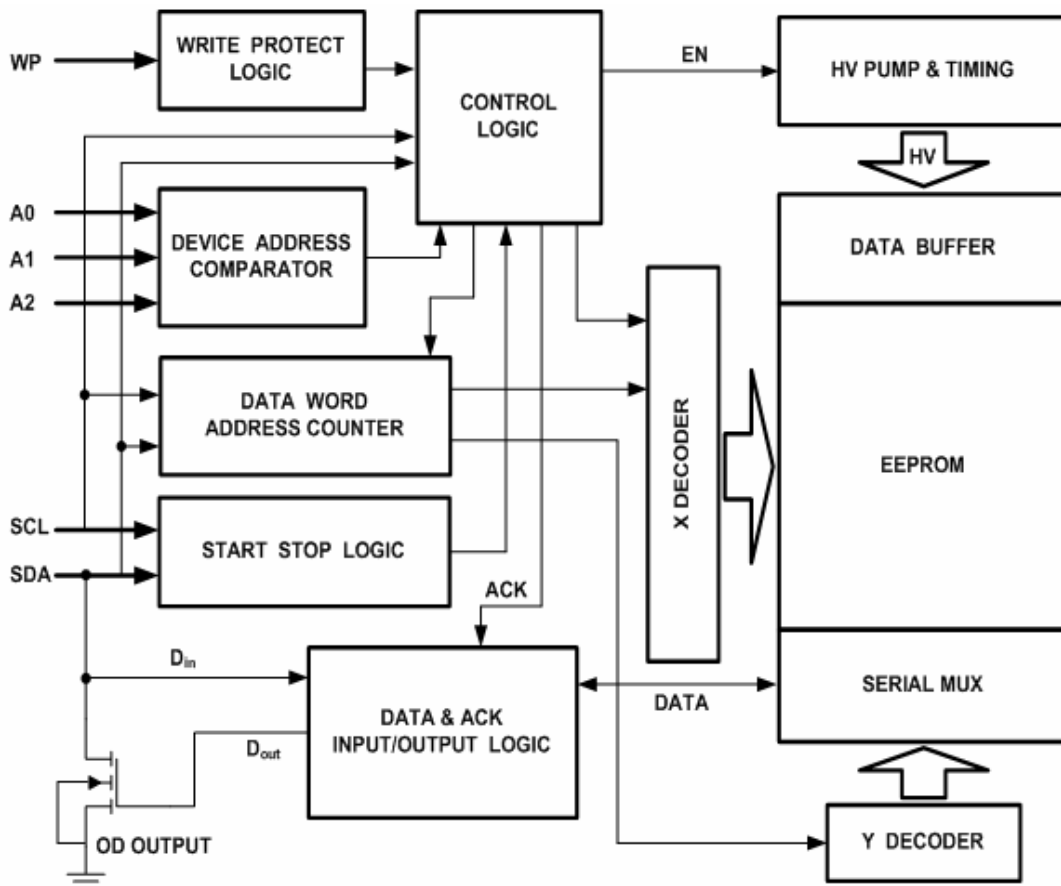 WP
WRITE PROTECT
LOGIC
CONTROL
LOGIC
EN
HV PUMP & TIMING
HV
A0
A1
A2
DEVICE ADDRESS
COMPARATOR
DATA BUFFER
DATA WORD
ADDRESS COUNTER
X DECODER
EEPROM
SCL
SDA
START STOP LOGIC
ACK
Din
DATA & ACK
INPUT/OUTPUT LOGIC
Dout
DATA
SERIAL MUX
OD OUTPUT
Y DECODER